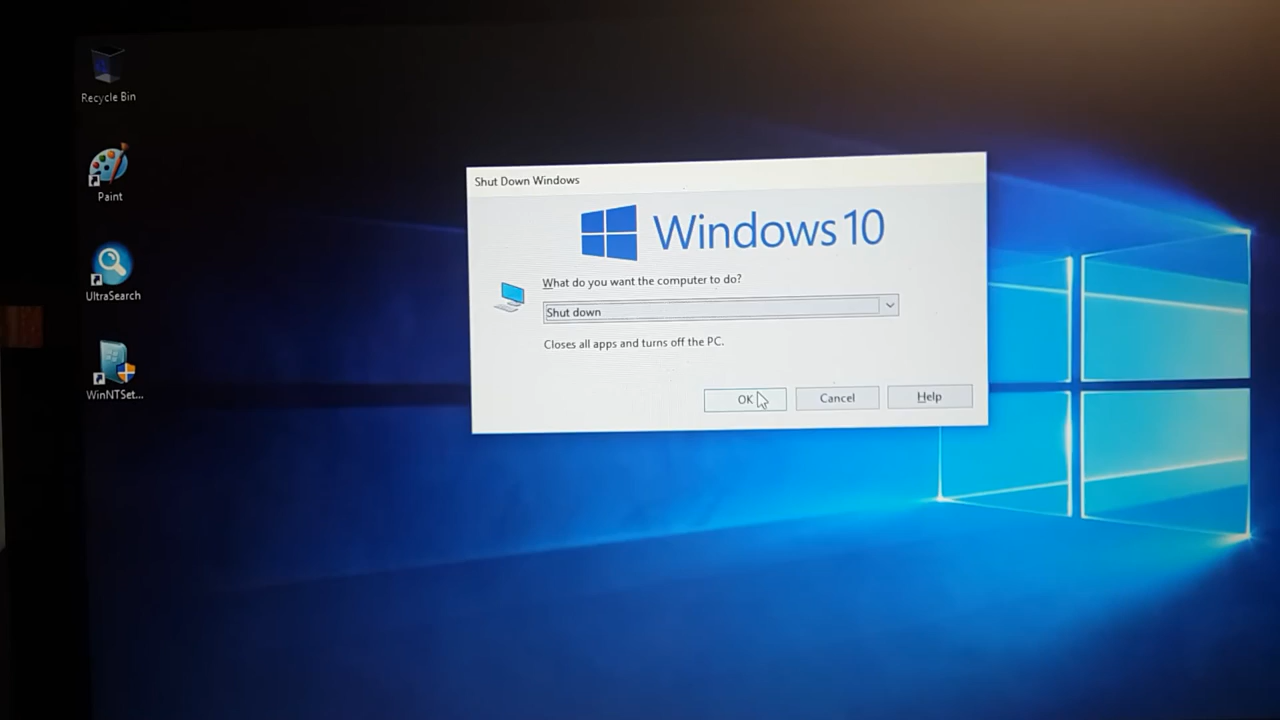 Recycle Bin
Paint
UltraSearch
WinNTSet...
Shut Down Windows
Windows 10
What do you want the computer to do?
Shut down
Closes all apps and turns off the PC.
OK
Cancel
Help